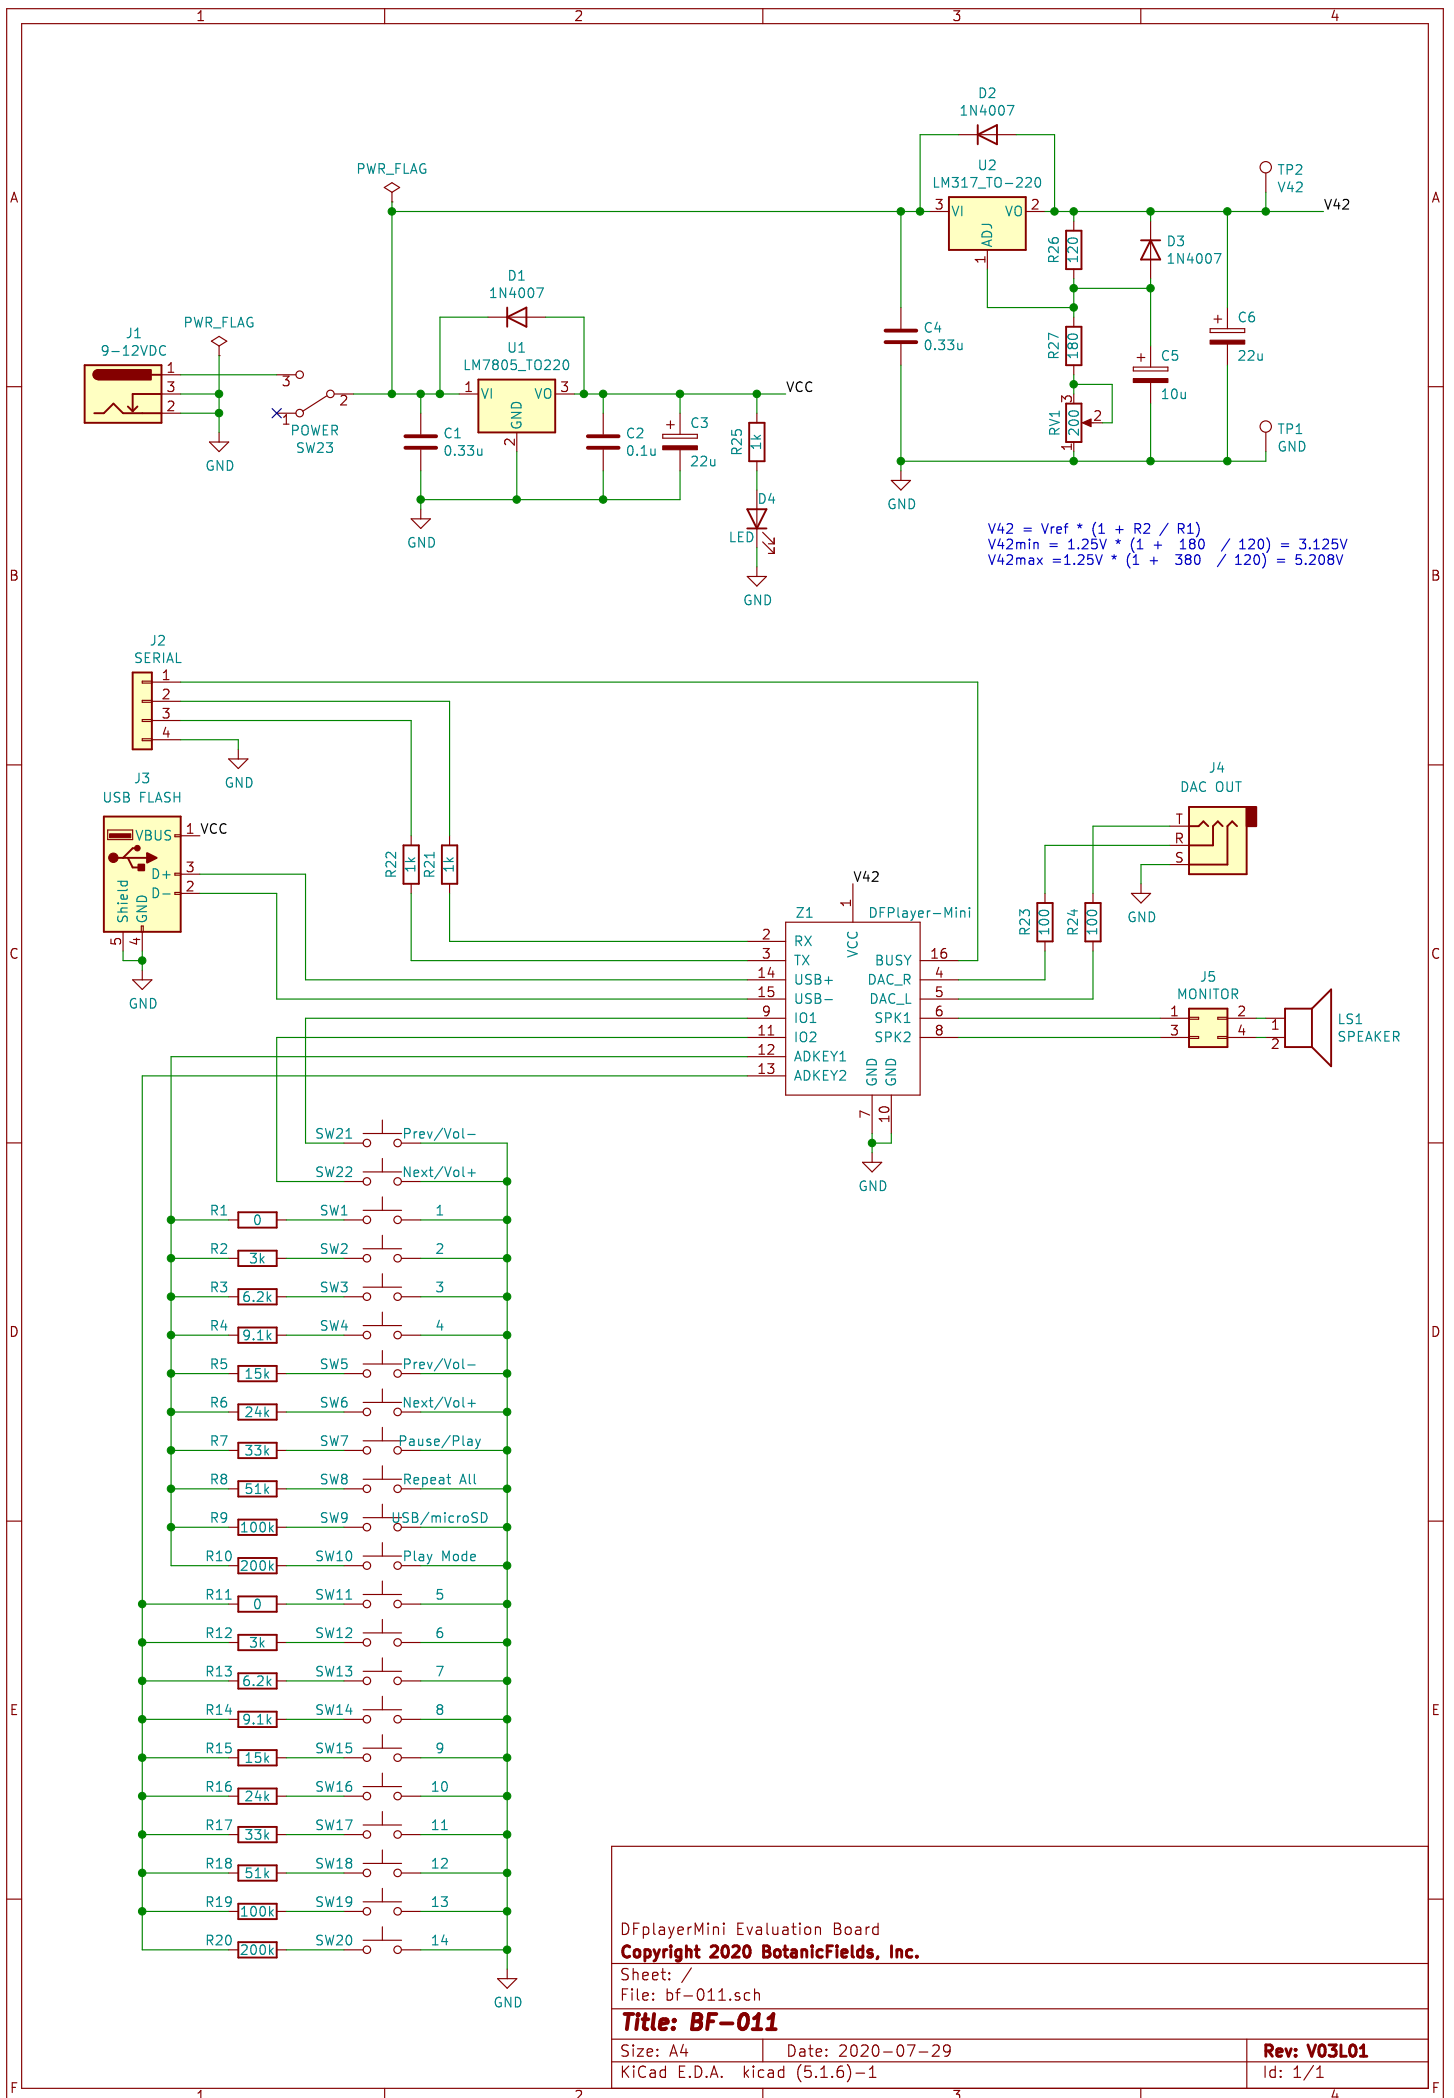 1 2 3 4
D2
1N4007
U2
LM317_TO-220
3 VI VO 2
ADJ
1
TP2
V42
V42
PWR_FLAG
A A
R26
120
D3
1N4007
D1
1N4007
U1
LM7805_TO220
1 VI VO 3
GND
2
VCC
PWR_FLAG
J1
9-12VDC
1
3
2
GND
3
2
1
POWER
SW23
C1
0.33u
C2
0.1u
+ C3
22u
R25
1k
D4
LED
GND
GND
C4
0.33u
R27
180
+ C5
10u
+ C6
22u
RV1
200
3
2
1
TP1
GND
GND
V42 = Vref * (1 + R2 / R1)
V42min = 1.25V * (1 + 180 / 120) = 3.125V
V42max =1.25V * (1 + 380 / 120) = 5.208V
B B
J2
SERIAL
1
2
3
4
GND
J3
USB FLASH
VBUS 1 VCC
D+ 3
D- 2
Shield
GND
5 4
GND
R22
1k
R21
1k
J4
DAC OUT
T
R
S
GND
R23
100
R24
100
V42
1
Z1 DFPlayer-Mini
VCC
2 RX
3 TX BUSY 16
14 USB+ DAC_R 4
15 USB- DAC_L 5
9 IO1 SPK1 6
11 IO2 SPK2 8
12 ADKEY1
13 ADKEY2
GND GND
7 10
GND
C C
J5
MONITOR
1 2
3 4
1
2
LS1
SPEAKER
SW21 Prev/Vol-
SW22 Next/Vol+
R1 0 SW1 1
R2 3k SW2 2
R3 6.2k SW3 3
R4 9.1k SW4 4
D D
R5 15k SW5 Prev/Vol-
R6 24k SW6 Next/Vol+
R7 33k SW7 Pause/Play
R8 51k SW8 Repeat All
R9 100k SW9 USB/microSD
R10 200k SW10 Play Mode
R11 0 SW11 5
R12 3k SW12 6
R13 6.2k SW13 7
R14 9.1k SW14 8
E E
R15 15k SW15 9
R16 24k SW16 10
R17 33k SW17 11
R18 51k SW18 12
R19 100k SW19 13
R20 200k SW20 14
GND
DFplayerMini Evaluation Board
Copyright 2020 BotanicFields, Inc.
Sheet: /
File: bf-011.sch
Title: BF-011
Size: A4 Date: 2020-07-29 Rev: V03L01
KiCad E.D.A. kicad (5.1.6)-1 Id: 1/1
F F
1 2 3 4